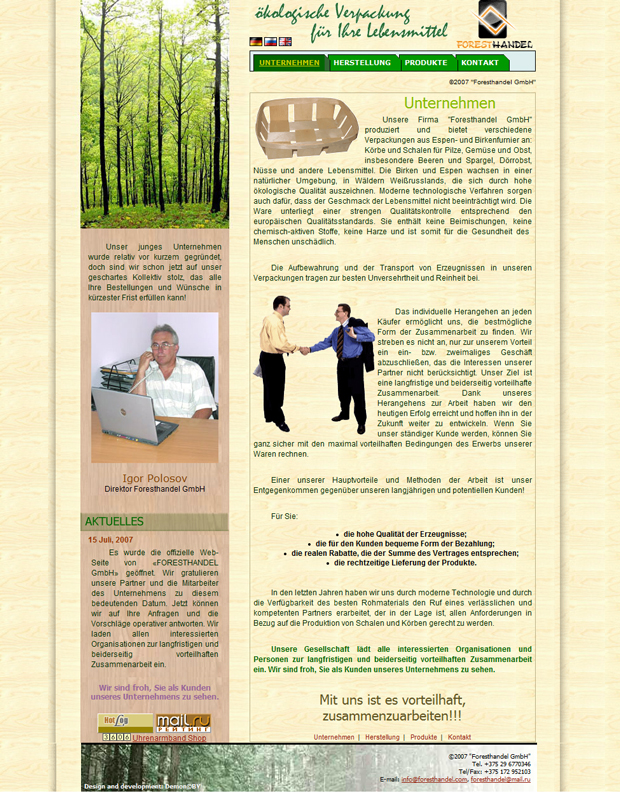 ökologische Verpackung
für Ihre Lebensmittel
FORESTHANDEL
UNTERNEHMEN
HERSTELLUNG
PRODUKTE
KONTAKT
©2007 "Foresthandel GmbH"
Unternehmen
Unsere Firma "Foresthandel GmbH"
produziert und bietet verschiedene
Verpackungen aus Espen- und Birkenfurnier an:
Körbe und Schalen für Pilze, Gemüse und Obst,
insbesondere Beeren und Spargel, Dörrobst,
Nüsse und andere Lebensmittel. Die Birken und Espen wachsen in einer
natürlicher Umgebung, in Wäldern Weißrusslands, die sich durch hohe
ökologische Qualität auszeichnen. Moderne technologische Verfahren sorgen
auch dafür, dass der Geschmack der Lebensmittel nicht beeinträchtigt wird. Die
Ware unterliegt einer strengen Qualitätskontrolle entsprechend den
europäischen Qualitätsstandards. Sie enthält keine Beimischungen, keine
chemisch-aktiven Stoffe, keine Harze und ist somit für die Gesundheit des
Menschen unschädlich.
Die Aufbewahrung und der Transport von Erzeugnissen in unseren
Verpackungen tragen zur besten Unversehrtheit und Reinheit bei.
Das individuelle Herangehen an jeden
Käufer ermöglicht uns, die bestmögliche
Form der Zusammenarbeit zu finden. Wir
streben es nicht an, nur zur unserem Vorteil
ein ein- bzw. zweimaliges Geschäft
abzuschließen, das die Interessen unserer
Partner nicht berücksichtigt. Unser Ziel ist
eine langfristige und beiderseitig vorteilhafte
Zusammenarbeit. Dank unseres
Herangehens zur Arbeit haben wir den
heutigen Erfolg erreicht und hoffen ihn in der
Zukunft weiter zu entwickeln. Wenn Sie
unser ständiger Kunde werden, können Sie
ganz sicher mit den maximal vorteilhaften Bedingungen des Erwerbs unserer
Waren rechnen.
Einer unserer Hauptvorteile und Methoden der Arbeit ist unser
Entgegenkommen gegenüber unseren langjährigen und potentiellen Kunden!
Für Sie:
• die hohe Qualität der Erzeugnisse;
• die für den Kunden bequeme Form der Bezahlung;
• die realen Rabatte, die der Summe des Vertrages entsprechen;
• die rechtzeitige Lieferung der Produkte.
In den letzten Jahren haben wir uns durch moderne Technologie und durch
die Verfügbarkeit des besten Rohmaterials den Ruf eines verlässlichen und
kompetenten Partners erarbeitet, der in der Lage ist, allen Anforderungen in
Bezug auf die Produktion von Schalen und Körben gerecht zu werden.
Unsere Gesellschaft lädt alle interessierten Organisationen und
Personen zur langfristigen und beiderseitig vorteilhaften Zusammenarbeit
ein. Wir sind froh, Sie als Kunden unseres Unternehmens zu sehen.
Mit uns ist es vorteilhaft,
zusammenzuarbeiten!!!
Unternehmen | Herstellung | Produkte | Kontakt
Unser junges Unternehmen
wurde relativ vor kurzem gegründet,
doch sind wir schon jetzt auf unser
geschartes Kollektiv stolz, das alle
Ihre Bestellungen und Wünsche in
kürzester Frist erfüllen kann!
Igor Polosov
Direktor Foresthandel GmbH
AKTUELLES
15 Juli, 2007
Es wurde die offizielle Web-
Seite von «FORESTHANDEL
GmbH» geöffnet. Wir gratulieren
unsere Partner und die Mitarbeiter
des Unternehmens zu diesem
bedeutenden Datum. Jetzt können
wir auf Ihre Anfragen und die
Vorschläge operativer antworten. Wir
laden allen interessierten
Organisationen zur langfristigen und
beiderseitig vorteilhaften
Zusammenarbeit ein.
Wir sind froh, Sie als Kunden
unseres Unternehmens zu sehen.
HotLog
3606
mail.ru
РЕЙТИНГ
Uhrenarmband Shop
©2007 "Foresthandel GmbH"
Tel. +375 29 6770346
Tel/Fax: +375 172 952103
E-mail: info@foresthandel.com, foresthandel@mail.ru
Design and development: Demon©BY